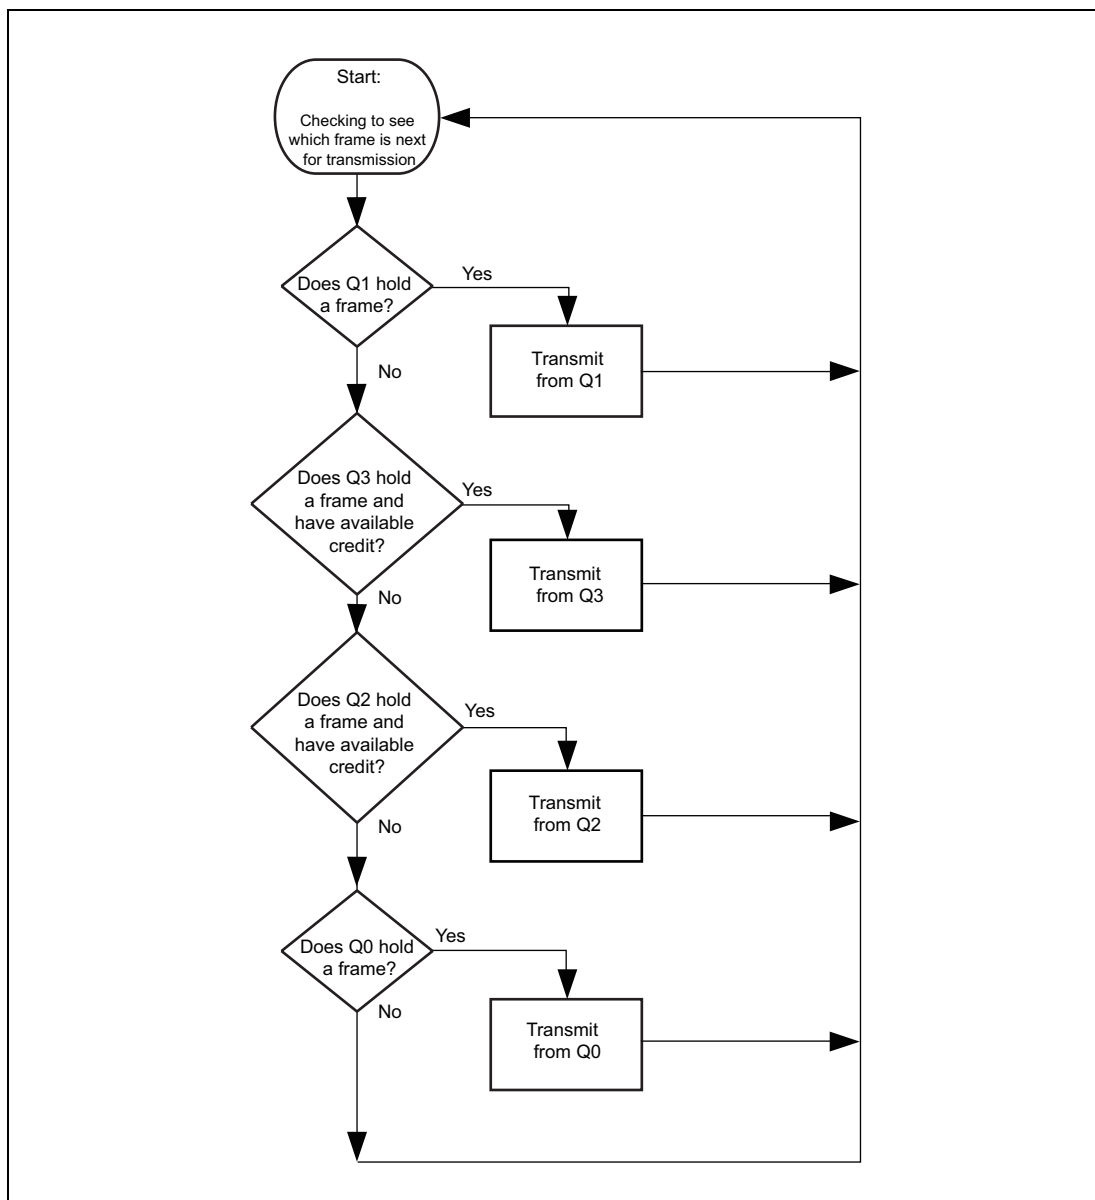 Start:
Checking to see
which frame is next
for transmission
Does Q1 hold
a frame?
Yes
Transmit
from Q1
No
Does Q3 hold
a frame and
have available
credit?
Yes
Transmit
from Q3
No
Does Q2 hold
a frame and
have available
credit?
Yes
Transmit
from Q2
No
Does Q0 hold
a frame?
Yes
Transmit
from Q0
No